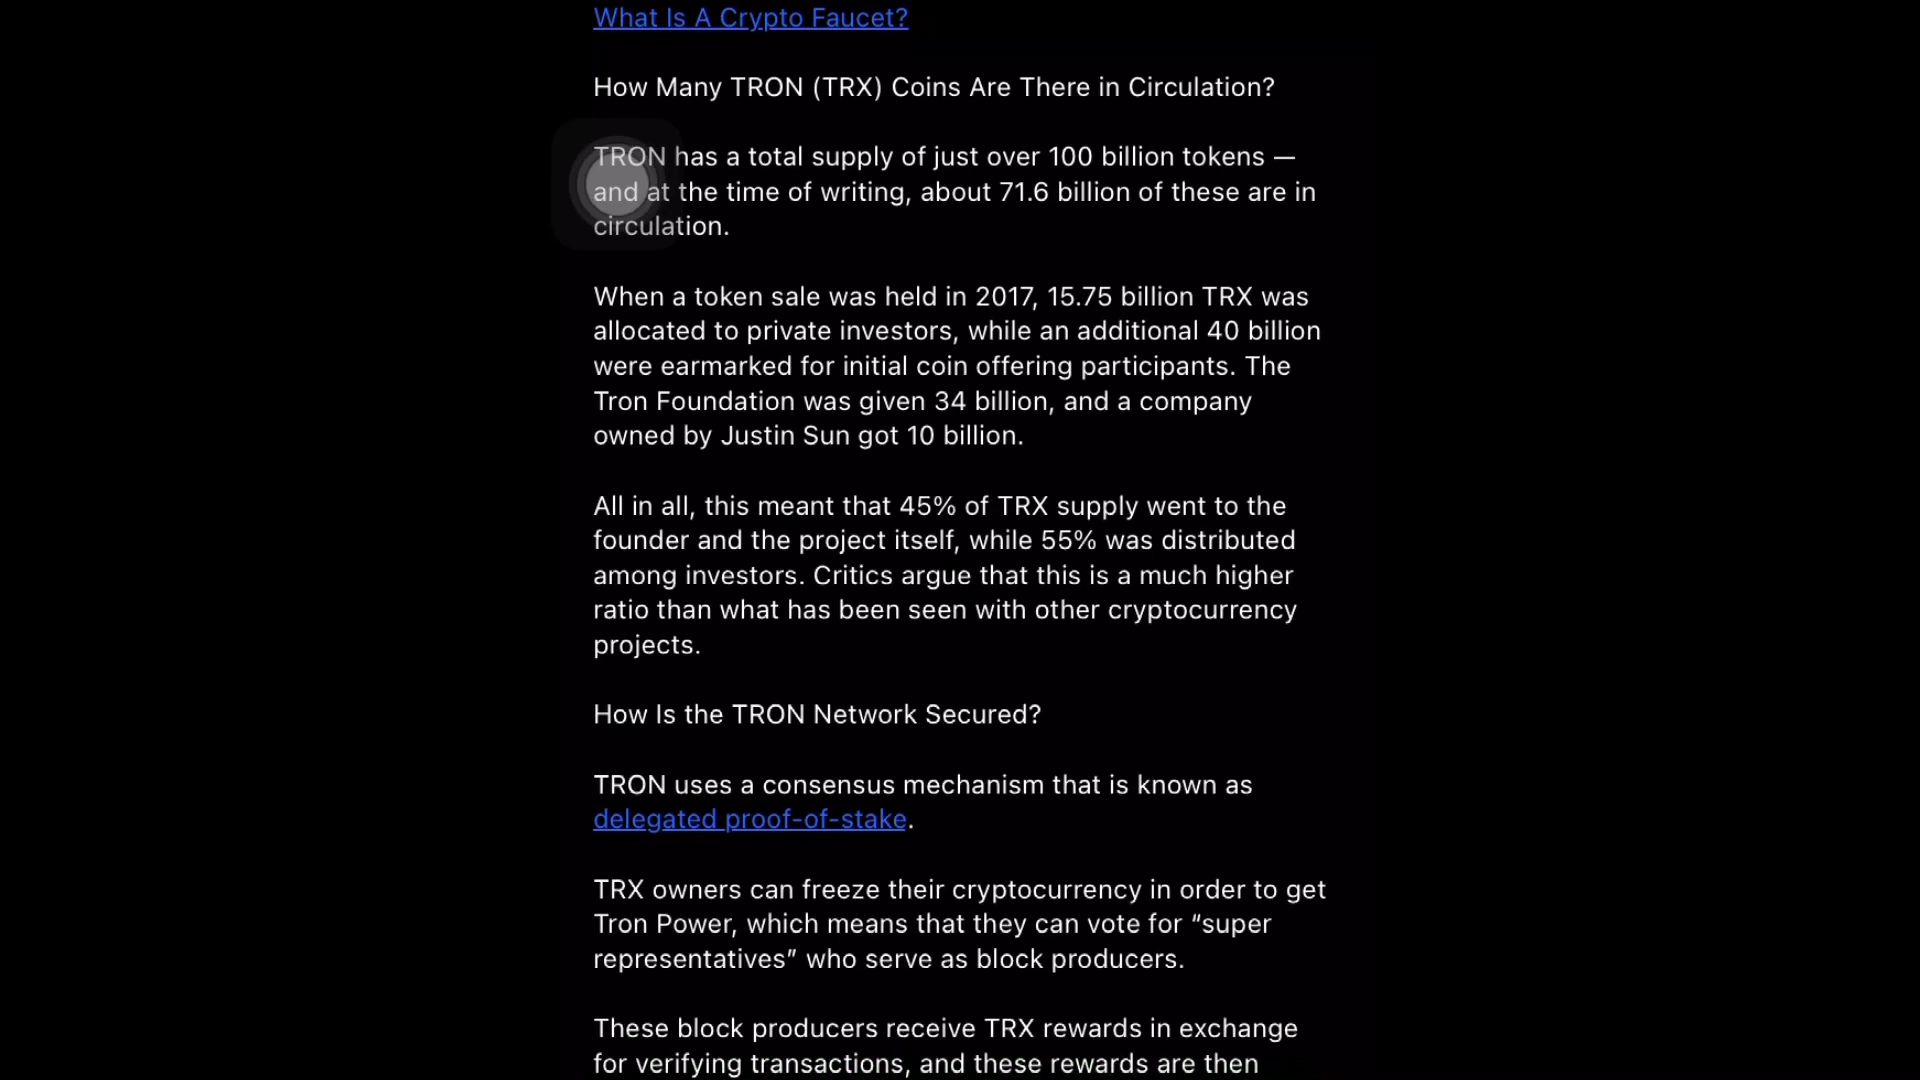 What Is A Crypto Faucet?
How Many TRON (TRX) Coins Are There in Circulation?
TRON has a total supply of just over 100 billion tokens —
and at the time of writing, about 71.6 billion of these are in
circulation.
When a token sale was held in 2017, 15.75 billion TRX was
allocated to private investors, while an additional 40 billion
were earmarked for initial coin offering participants. The
Tron Foundation was given 34 billion, and a company
owned by Justin Sun got 10 billion.
All in all, this meant that 45% of TRX supply went to the
founder and the project itself, while 55% was distributed
among investors. Critics argue that this is a much higher
ratio than what has been seen with other cryptocurrency
projects.
How Is the TRON Network Secured?
TRON uses a consensus mechanism that is known as
delegated proof-of-stake.
TRX owners can freeze their cryptocurrency in order to get
Tron Power, which means that they can vote for “super
representatives” who serve as block producers.
These block producers receive TRX rewards in exchange
for verifying transactions, and these rewards are then